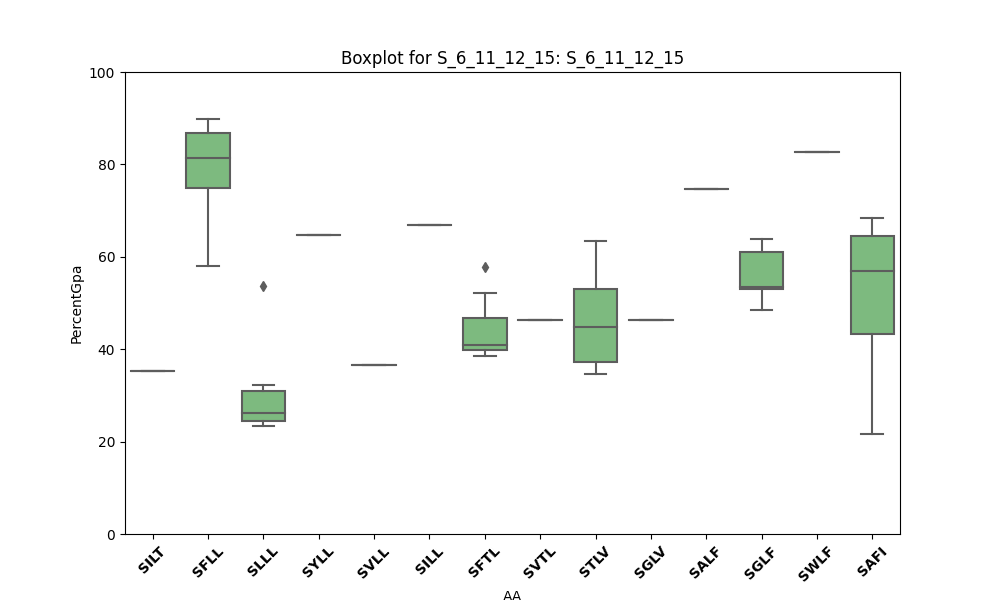 Boxplot for S_6_11_12_15: S_6_11_12_15
100
80
60
40
20
0
PercentGpa
SILT SFLL SLLL SYLL SVLL SILL SFTL SVTL STLV SGLV SALF SGLF SWLF SAFI
AA